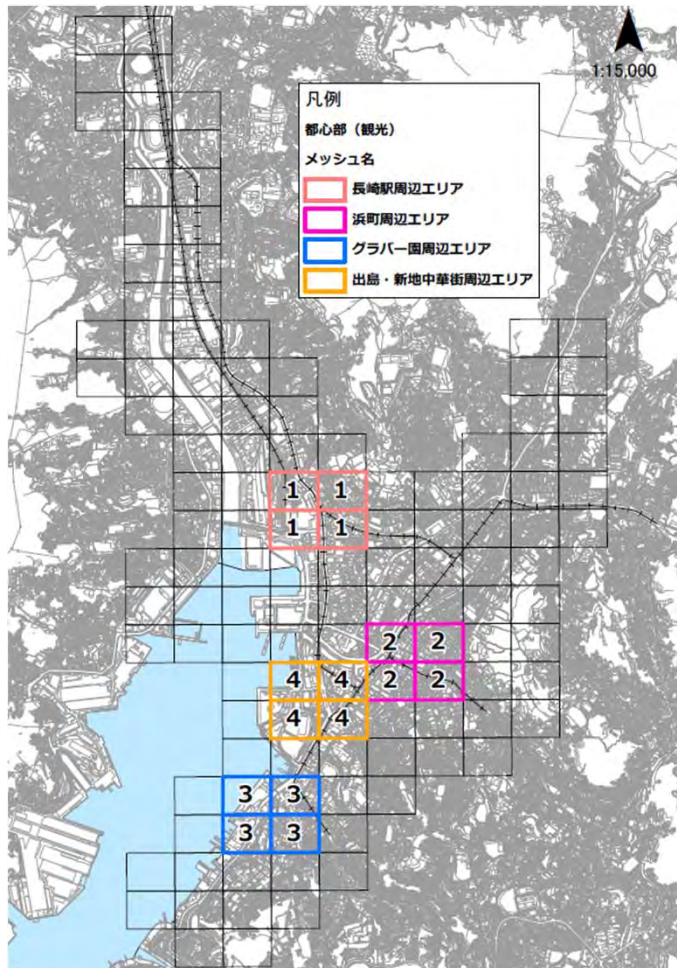 1:15,000
凡例
都心部（観光）
メッシュ名
長崎駅周辺エリア
浜町周辺エリア
グラバー園周辺エリア
出島・新地中華街周辺エリア
1 1
1 1
2 2
2 2
4 4
4 4
3 3
3 3